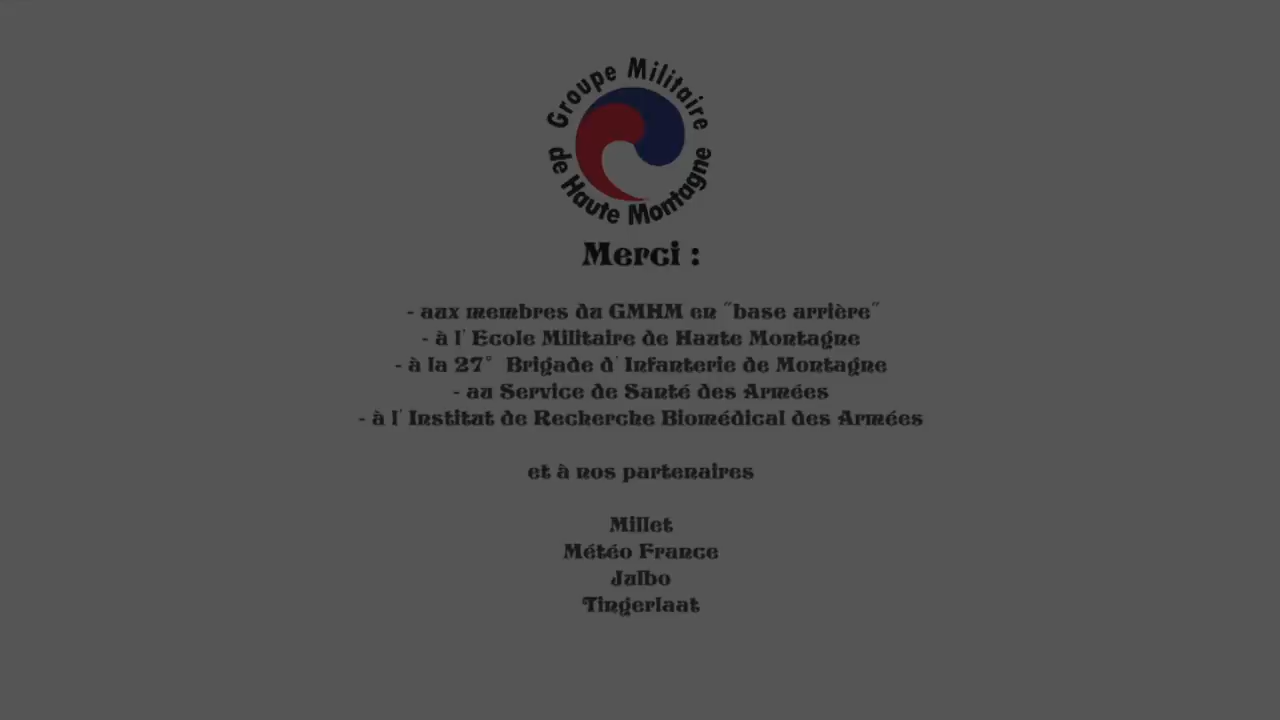 Groupe Militaire
de Haute Montagne
Merci :
- aux membres du GMHM en "base arrière"
- à l' Ecole Militaire de Haute Montagne
- à la 27° Brigade d' Infanterie de Montagne
- au Service de Santé des Armées
- à l' Institut de Recherche Biomédical des Armées
et à nos partenaires
Millet
Météo France
Julbo
Tingerlaat